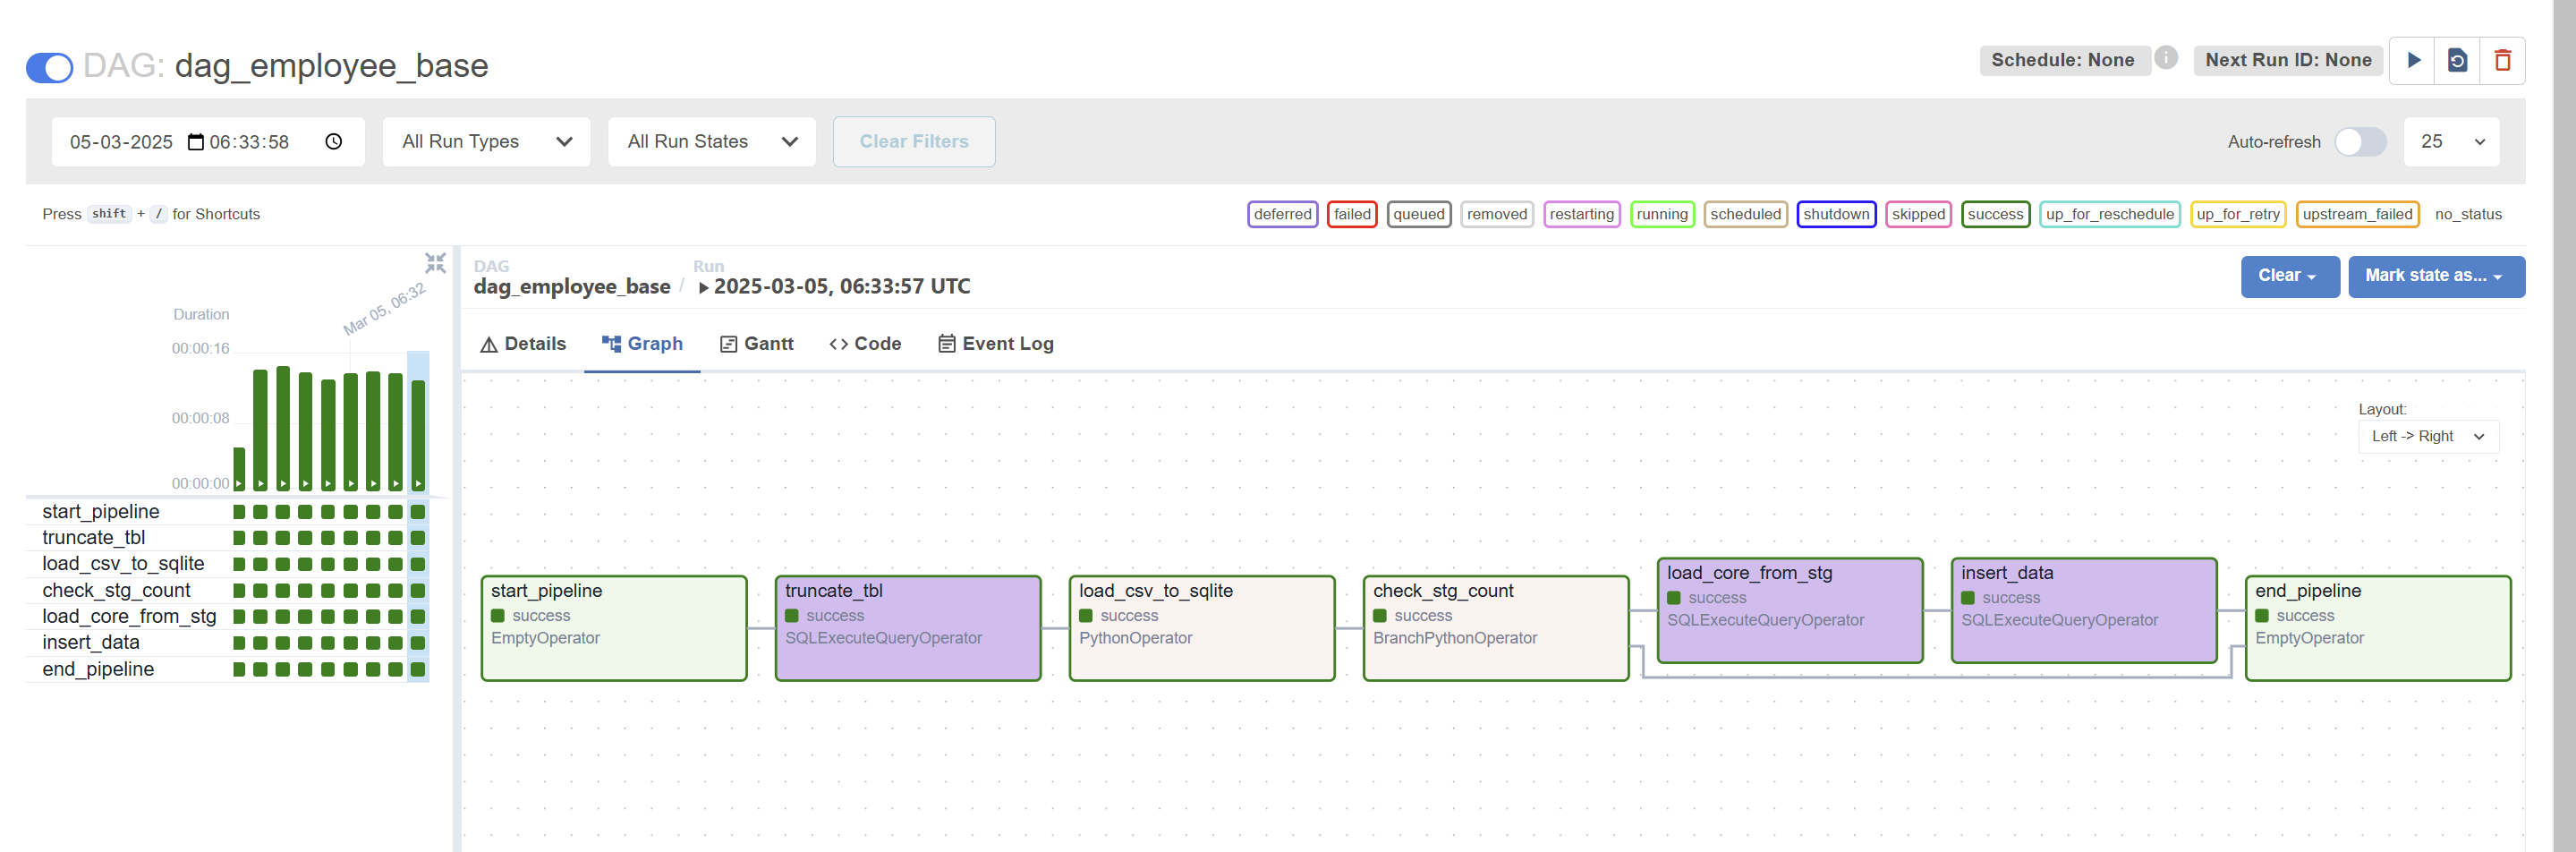 DAG: dag_employee_base
Schedule: None
Next Run ID: None
05-03-2025 06:33:58
All Run Types
All Run States
Clear Filters
Auto-refresh
25
Press shift + / for Shortcuts
deferred
failed
queued
removed
restarting
running
scheduled
shutdown
skipped
success
up_for_reschedule
up_for_retry
upstream_failed
no_status
Mar 05, 06:32
Duration
00:00:16
00:00:08
00:00:00
start_pipeline
truncate_tbl
load_csv_to_sqlite
check_stg_count
load_core_from_stg
insert_data
end_pipeline
DAG
dag_employee_base
/
Run
2025-03-05, 06:33:57 UTC
Clear
Mark state as...
Details
Graph
Gantt
Code
Event Log
Layout:
Left -> Right
start_pipeline
success
EmptyOperator
truncate_tbl
success
SQLExecuteQueryOperator
load_csv_to_sqlite
success
PythonOperator
check_stg_count
success
BranchPythonOperator
load_core_from_stg
success
SQLExecuteQueryOperator
insert_data
success
SQLExecuteQueryOperator
end_pipeline
success
EmptyOperator